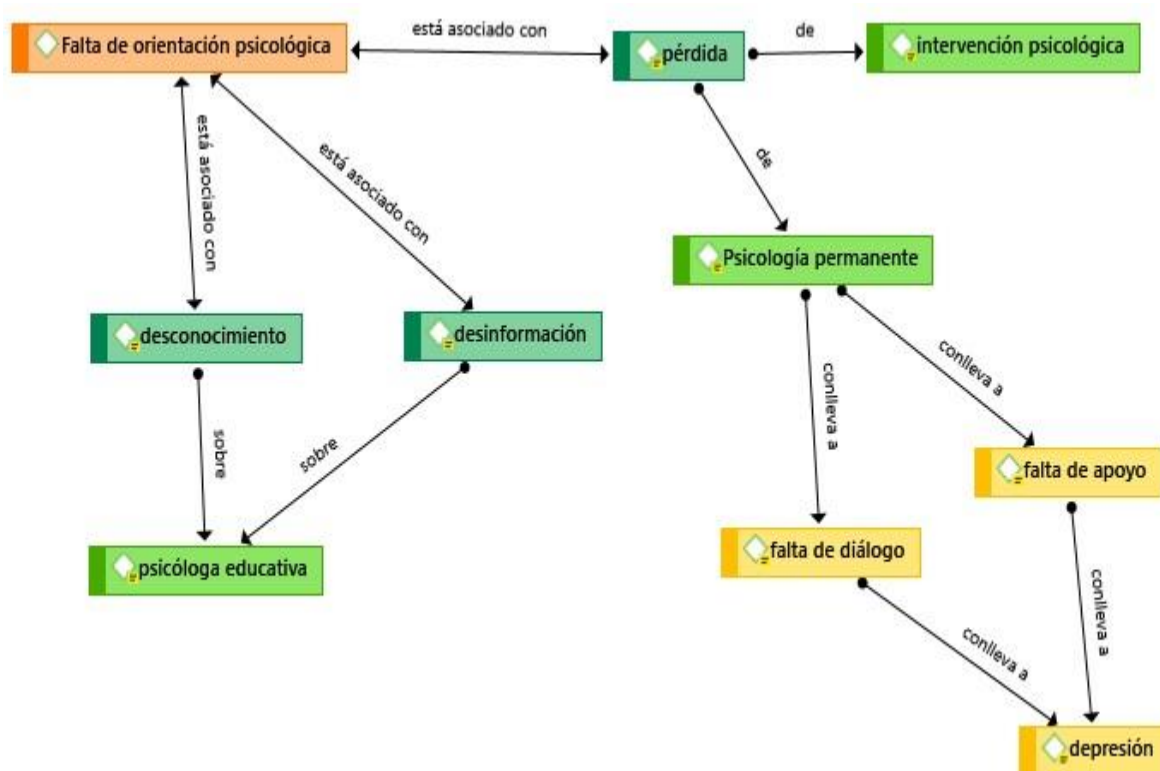 Falta de orientación psicológica
está asociado con
pérdida
de
intervención psicológica
está asociado con
está asociado con
de
Psicología permanente
desconocimiento
desinformación
conlleva a
conlleva a
sobre
sobre
falta de apoyo
falta de diálogo
psicóloga educativa
conlleva a
conlleva a
depresión